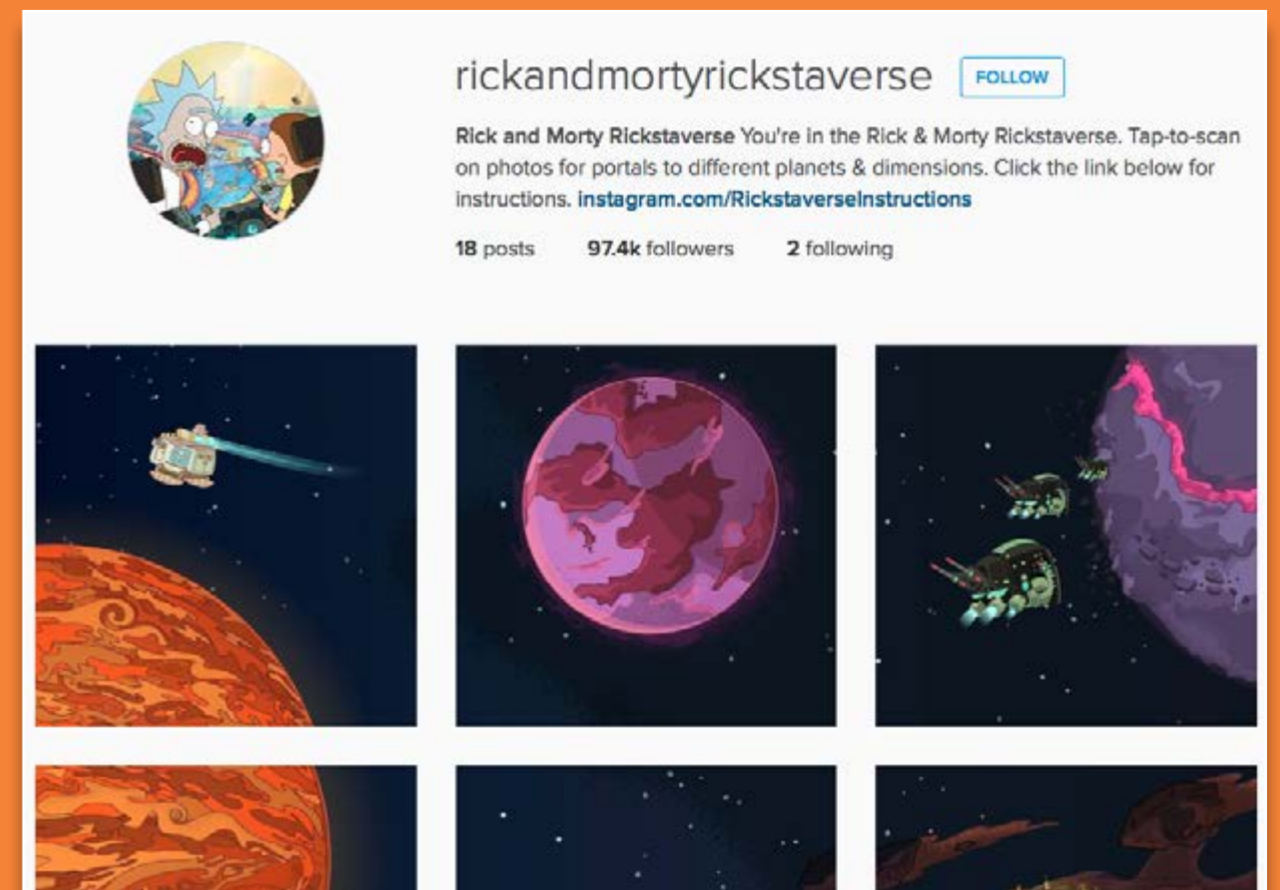 rickandmortyrickstaverse FOLLOW
Rick and Morty Rickstaverse You're in the Rick & Morty Rickstaverse. Tap-to-scan
on photos for portals to different planets & dimensions. Click the link below for
instructions. instagram.com/RickstaverseInstructions
18 posts 97.4k followers 2 following